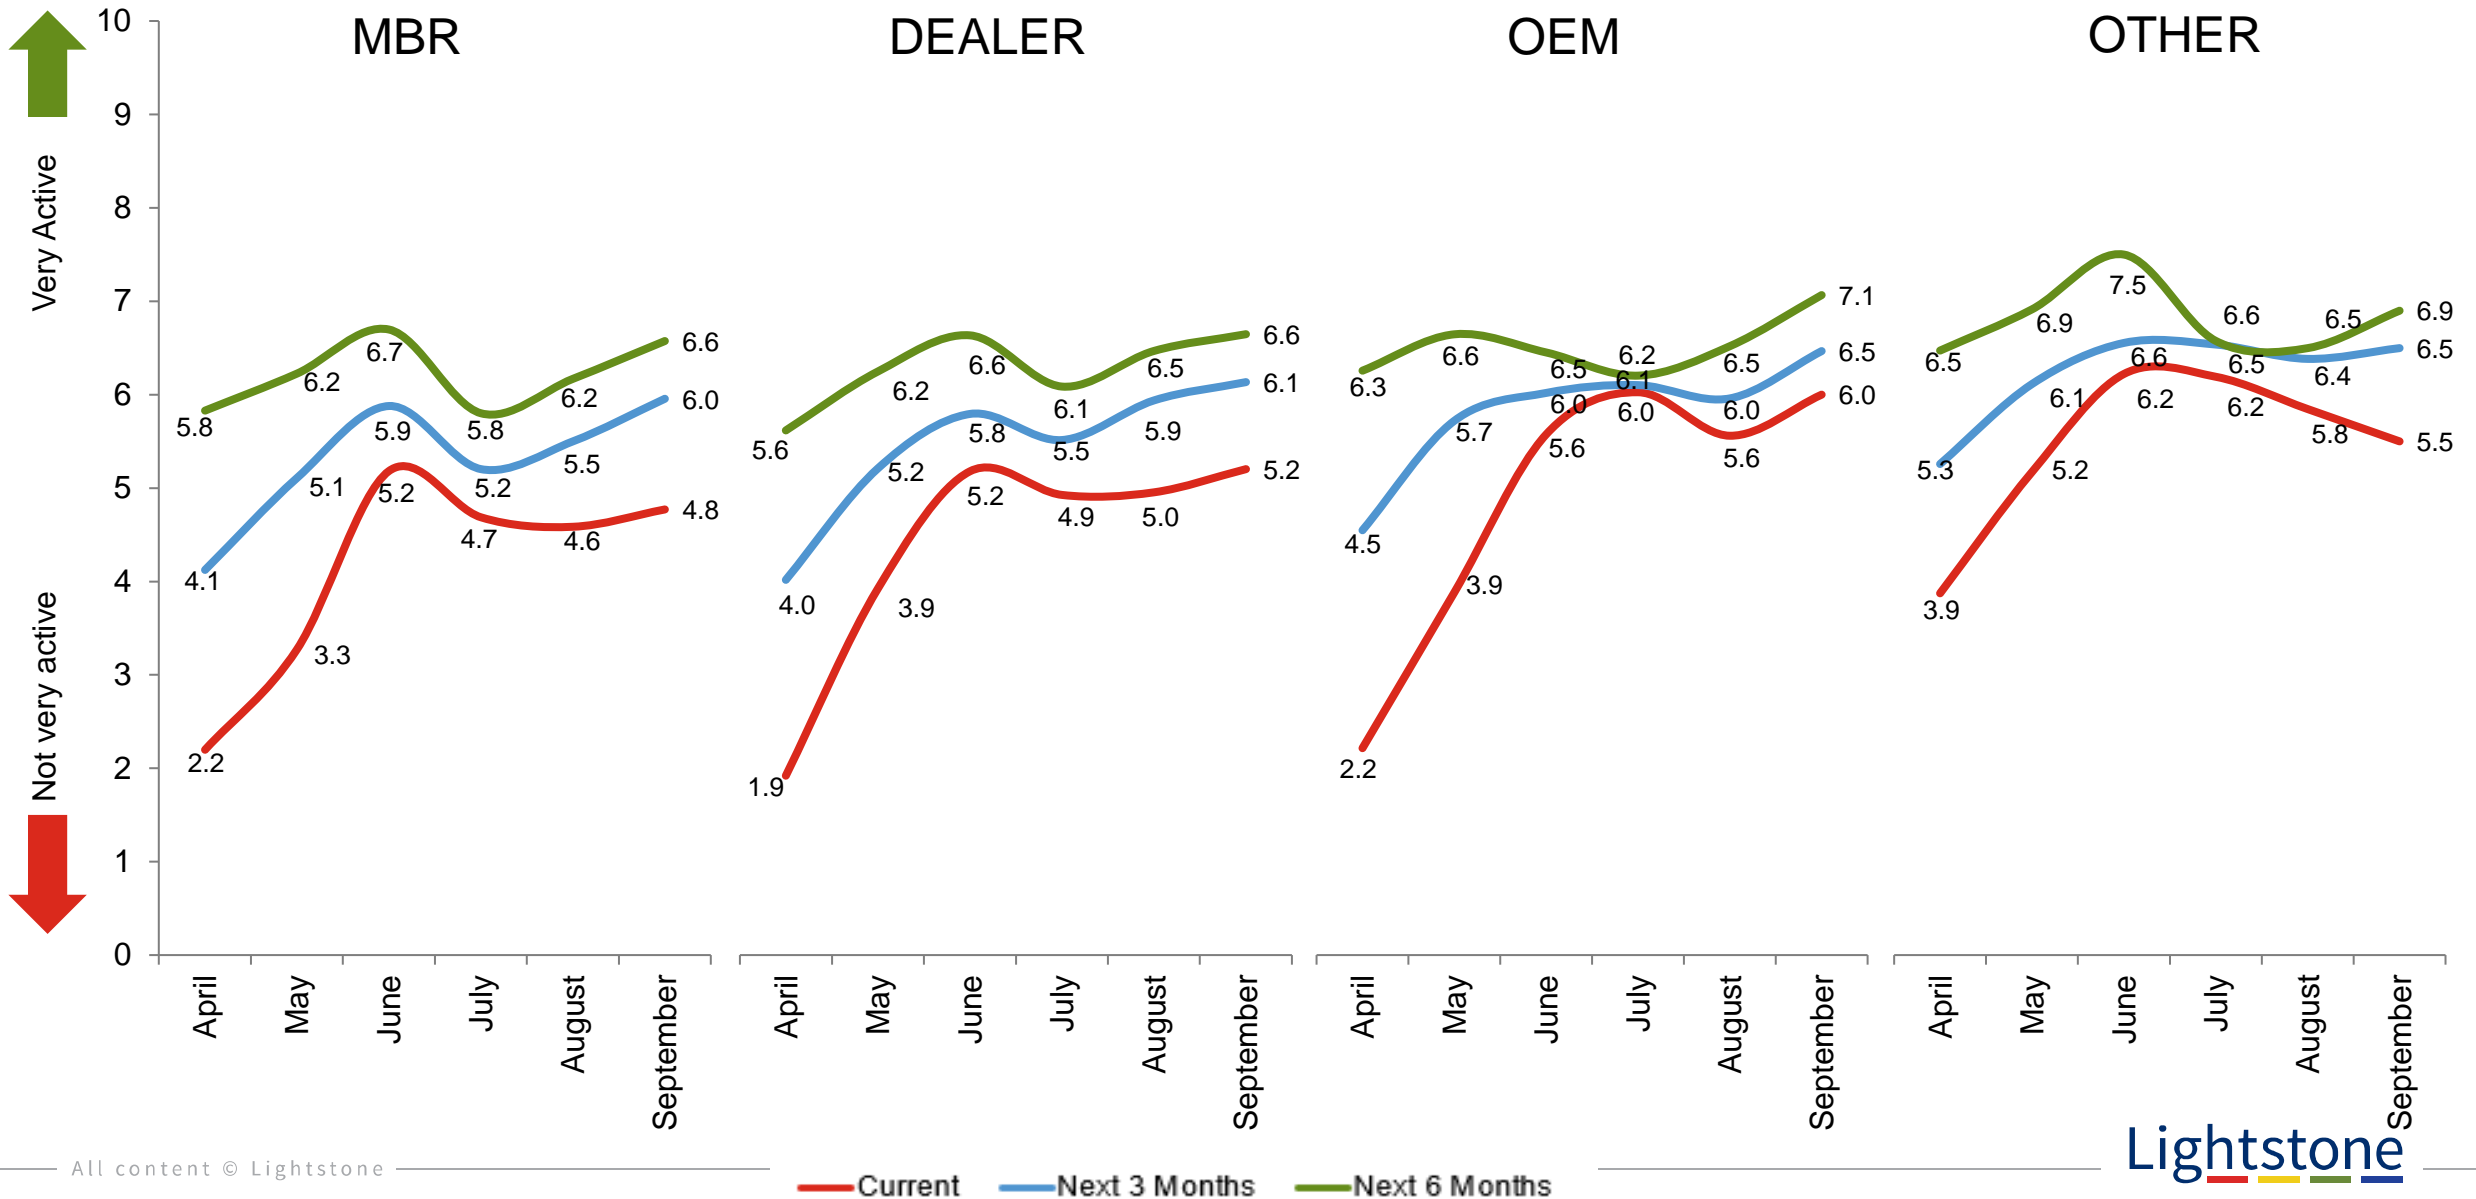 MBR
DEALER
OEM
OTHER
Very Active
Not very active
10
9
8
7
6
5
4
3
2
1
0
5.8
6.2
6.7
5.8
6.2
6.6
4.1
5.1
5.9
5.2
5.5
6.0
2.2
3.3
5.2
4.7
4.6
4.8
April
May
June
July
August
September
5.6
6.2
6.6
6.1
6.5
6.6
4.0
5.2
5.8
5.5
5.9
6.1
1.9
3.9
5.2
4.9
5.0
5.2
April
May
June
July
August
September
6.3
6.6
6.5
6.2
6.5
7.1
4.5
5.7
6.0
6.1
6.0
6.5
2.2
3.9
5.6
6.0
5.6
6.0
April
May
June
July
August
September
6.5
6.9
7.5
6.6
6.5
6.9
5.3
6.1
6.6
6.5
6.4
6.5
3.9
5.2
6.2
6.2
5.8
5.5
April
May
June
July
August
September
All content © Lightstone
Current
Next 3 Months
Next 6 Months
Lightstone